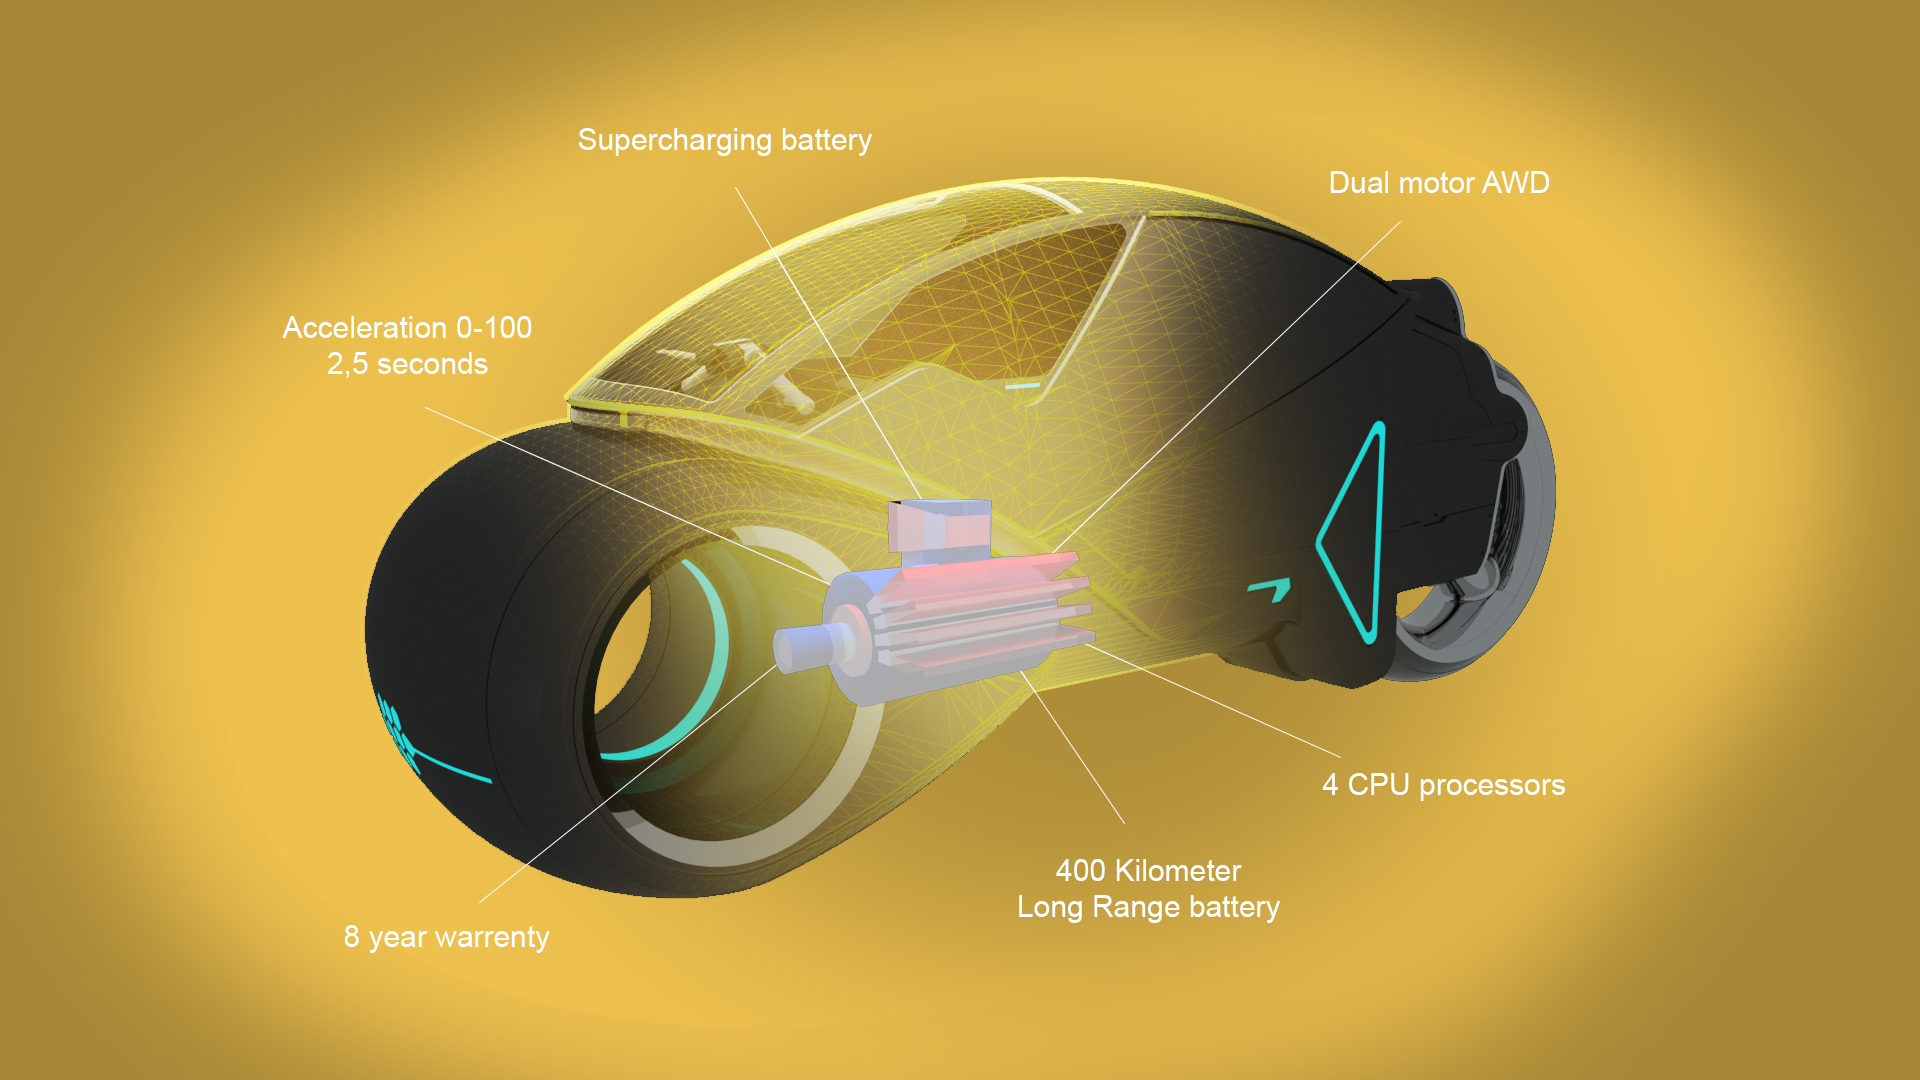 Supercharging battery
Dual motor AWD
Acceleration 0-100
2,5 seconds
4 CPU processors
400 Kilometer
Long Range battery
8 year warrenty